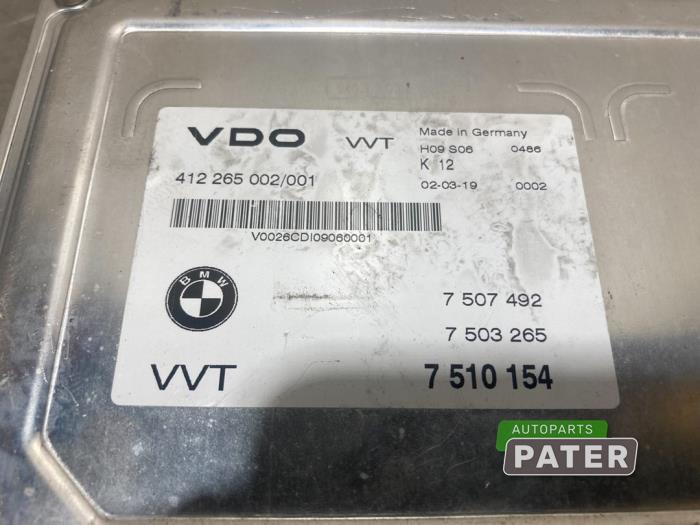 VDO VVT Made in Germany
H09 S06 0486
K 12
412 265 002/001 02-03-19 0002
V0026CDI09060001
BMW
7 507 492
7 503 265
VVT 7 510 154
AUTOPARTS
PATER